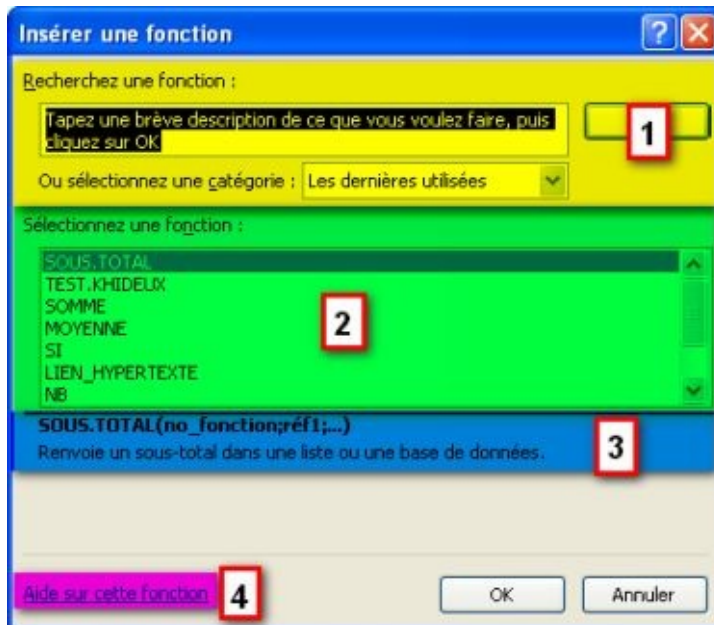 Insérer une fonction
Recherchez une fonction :
Tapez une brève description de ce que vous voulez faire, puis
cliquez sur OK
1
Ou sélectionnez une catégorie : Les dernières utilisées
Sélectionnez une fonction :
SOUS.TOTAL
TEST.KHIDEUX
SOMME
MOYENNE
SI
LIEN_HYPERTEXTE
NB
2
SOUS.TOTAL(no_fonction;réf1;...)
Renvoie un sous-total dans une liste ou une base de données.
3
Aide sur cette fonction
4
OK
Annuler